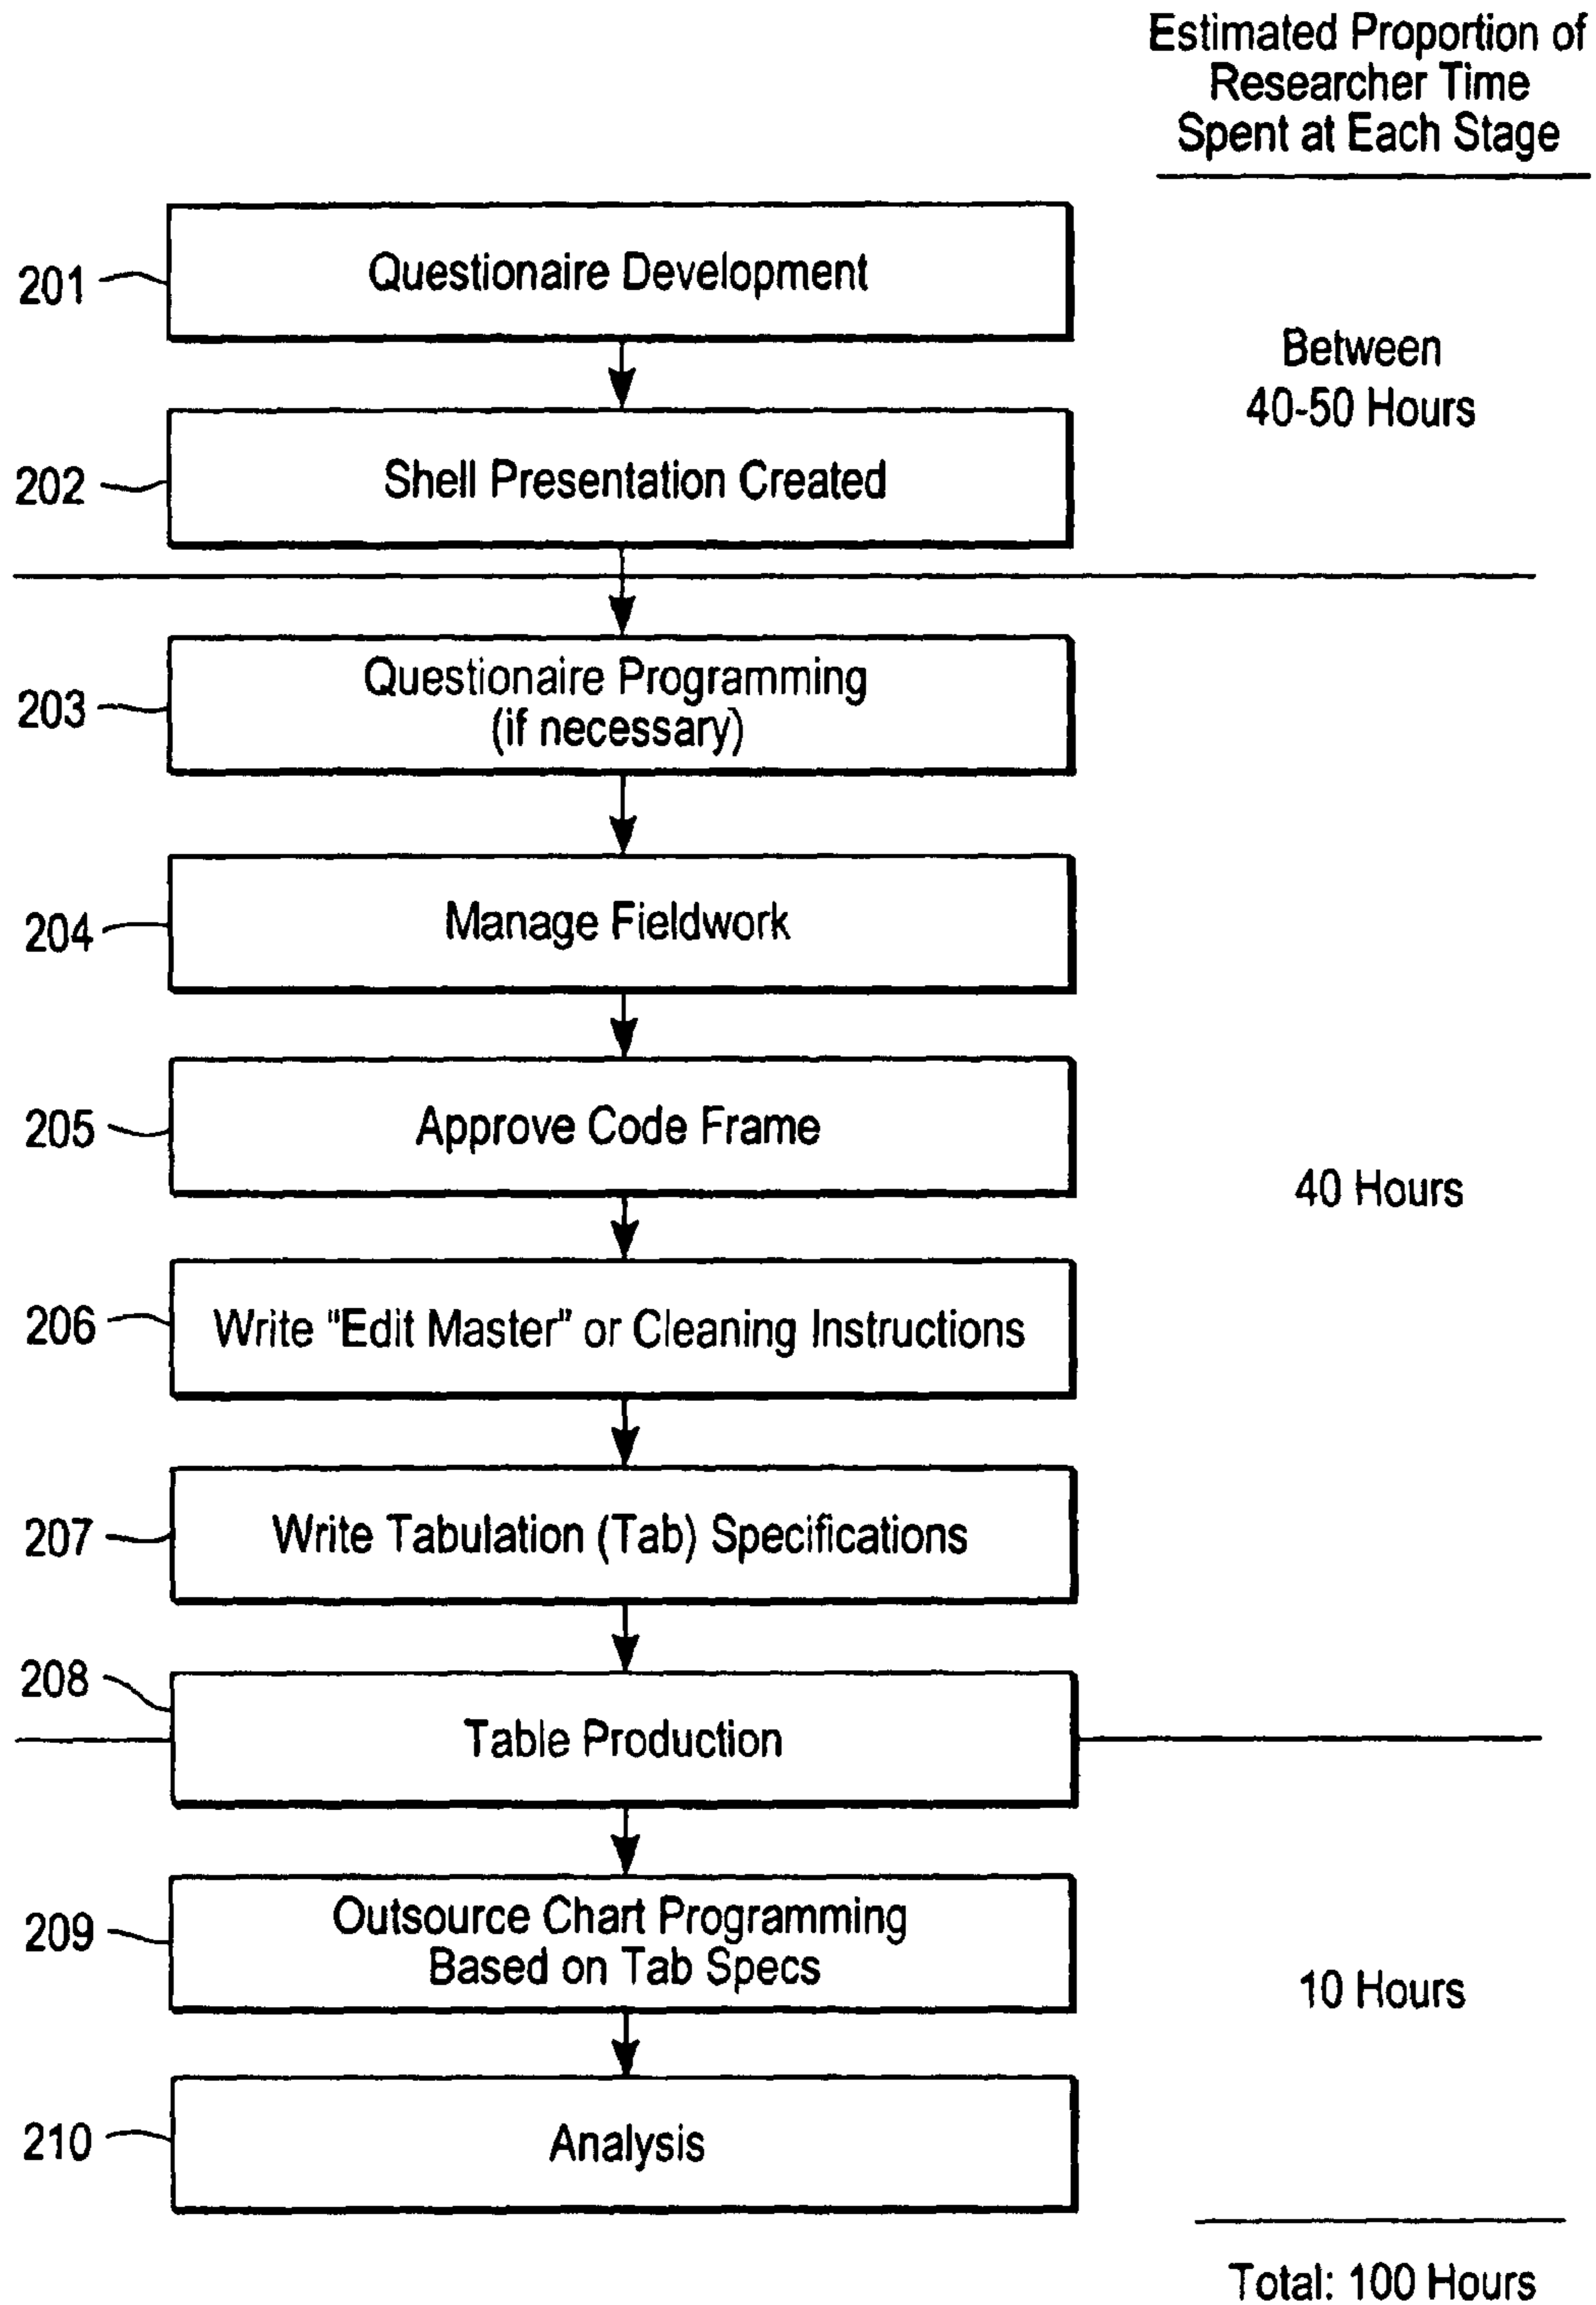 Estimated Proportion of
Researcher Time
Spent at Each Stage
201
Questionaire Development
Between
40-50 Hours
202
Shell Presentation Created
203
Questionaire Programming
(if necessary)
204
Manage Fieldwork
205
Approve Code Frame
40 Hours
206
Write "Edit Master" or Cleaning Instructions
207
Write Tabulation (Tab) Specifications
208
Table Production
209
Outsource Chart Programming
Based on Tab Specs
10 Hours
210
Analysis
Total: 100 Hours